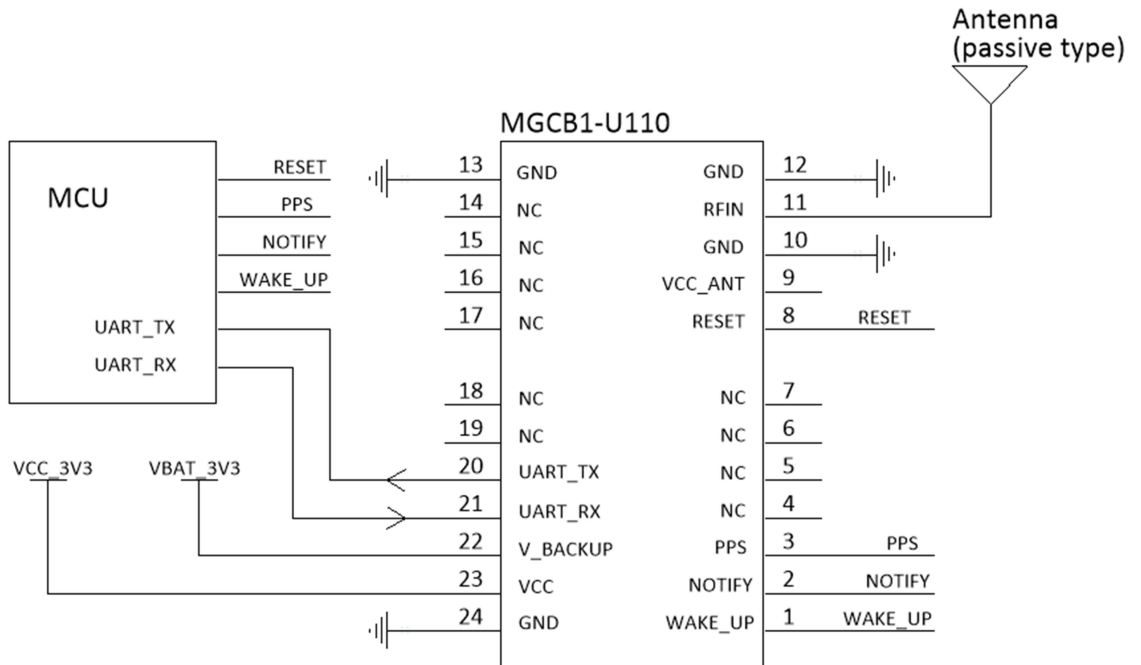 Antenna
(passive type)
MGCB1-U110
MCU
RESET
PPS
NOTIFY
WAKE_UP
UART_TX
UART_RX
VCC_3V3
VBAT_3V3
13 GND GND 12
14 NC RFIN 11
15 NC GND 10
16 NC VCC_ANT 9
17 NC RESET 8 RESET
18 NC NC 7
19 NC NC 6
20 UART_TX NC 5
21 UART_RX NC 4
22 V_BACKUP PPS 3 PPS
23 VCC NOTIFY 2 NOTIFY
24 GND WAKE_UP 1 WAKE_UP